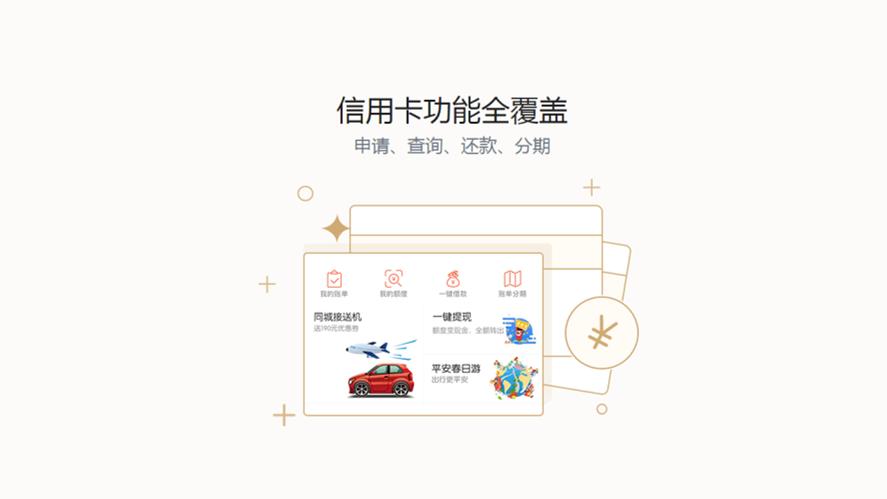 信用卡功能全覆盖
申请、查询、还款、分期
我的账单 我的额度 一键借款 账单分期
同城接送机
送190元优惠券
一键提现
额度变现金，全额转出
平安春日游
出行更平安